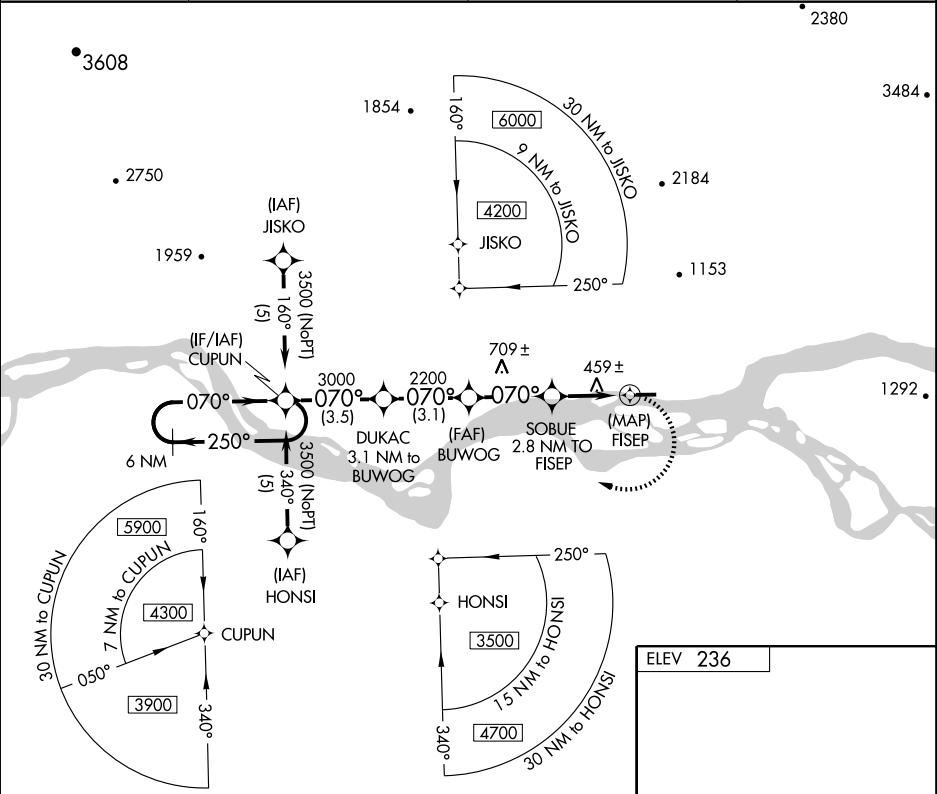 2380
3608
3484
1854
160°
6000
30 NM to JISKO
9 NM to JISKO
2750
2184
(IAF)
JISKO
4200
JISKO
1959
1153
3500 (NoPT)
160°
(5)
250°
(IF/IAF)
CUPUN
709 ±
459 ±
3000
2200
070°
070°
070°
070°
(3.5)
(3.1)
1292
(MAP)
FISEP
DUKAC
3.1 NM to
BUWOG
(FAF)
BUWOG
SOBUE
2.8 NM TO
FISEP
250°
6 NM
3500 (NoPT)
340°
(5)
(IAF)
HONSI
5900
160°
30 NM to CUPUN
7 NM to CUPUN
4300
CUPUN
050°
3900
340°
250°
HONSI
3500
15 NM to HONSI
4700
340°
30 NM to HONSI
ELEV 236